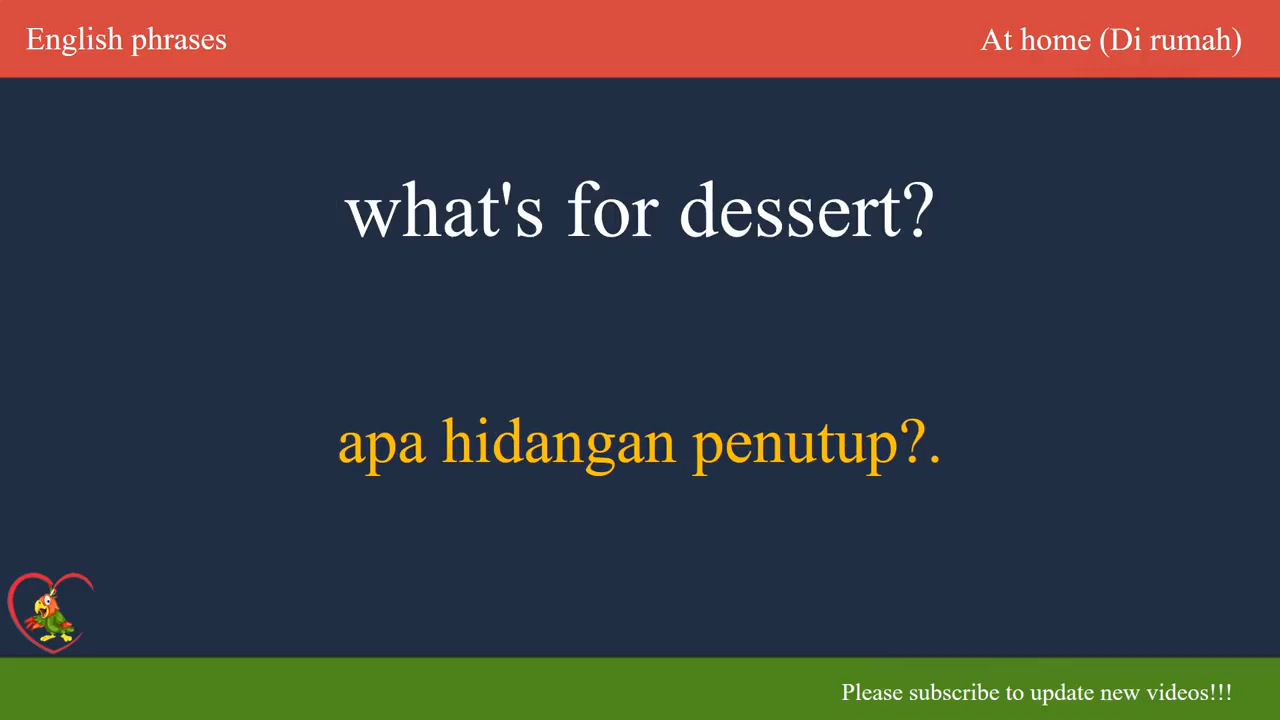 English phrases
At home (Di rumah)
what's for dessert?
apa hidangan penutup?.
Please subscribe to update new videos!!!